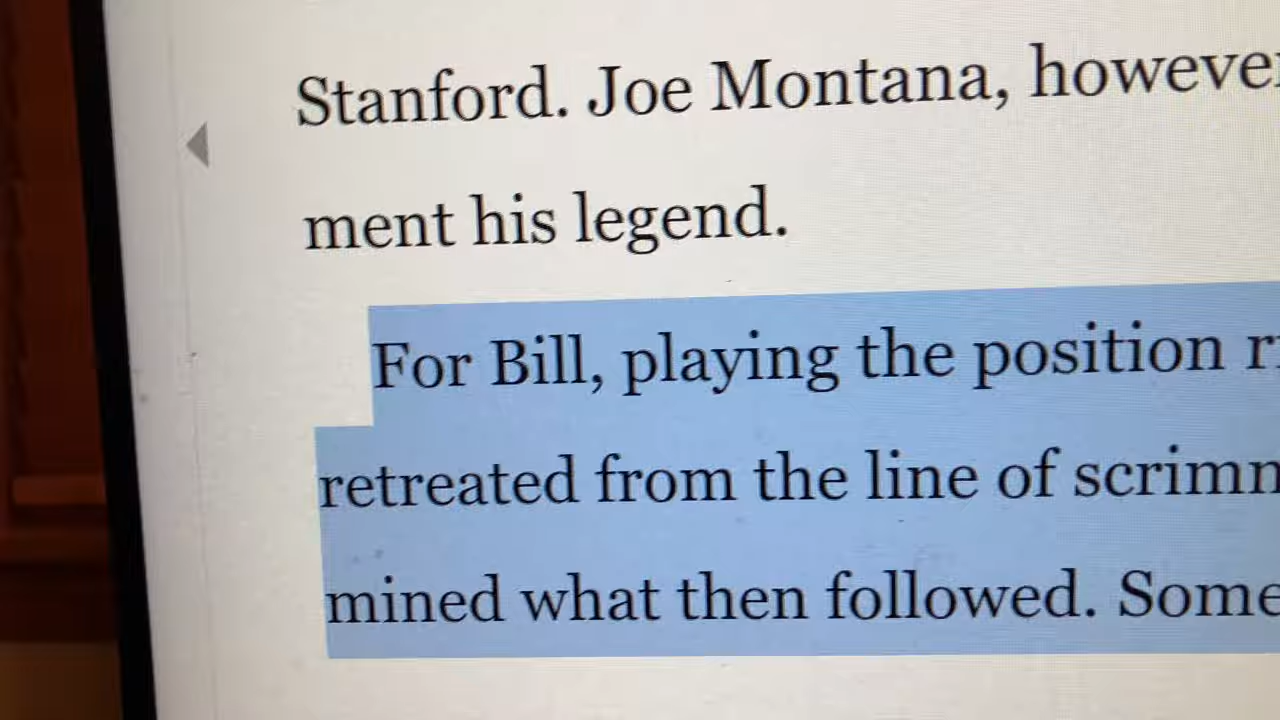 Stanford. Joe Montana, howeve
ment his legend.
For Bill, playing the position r
retreated from the line of scrim
mined what then followed. Some